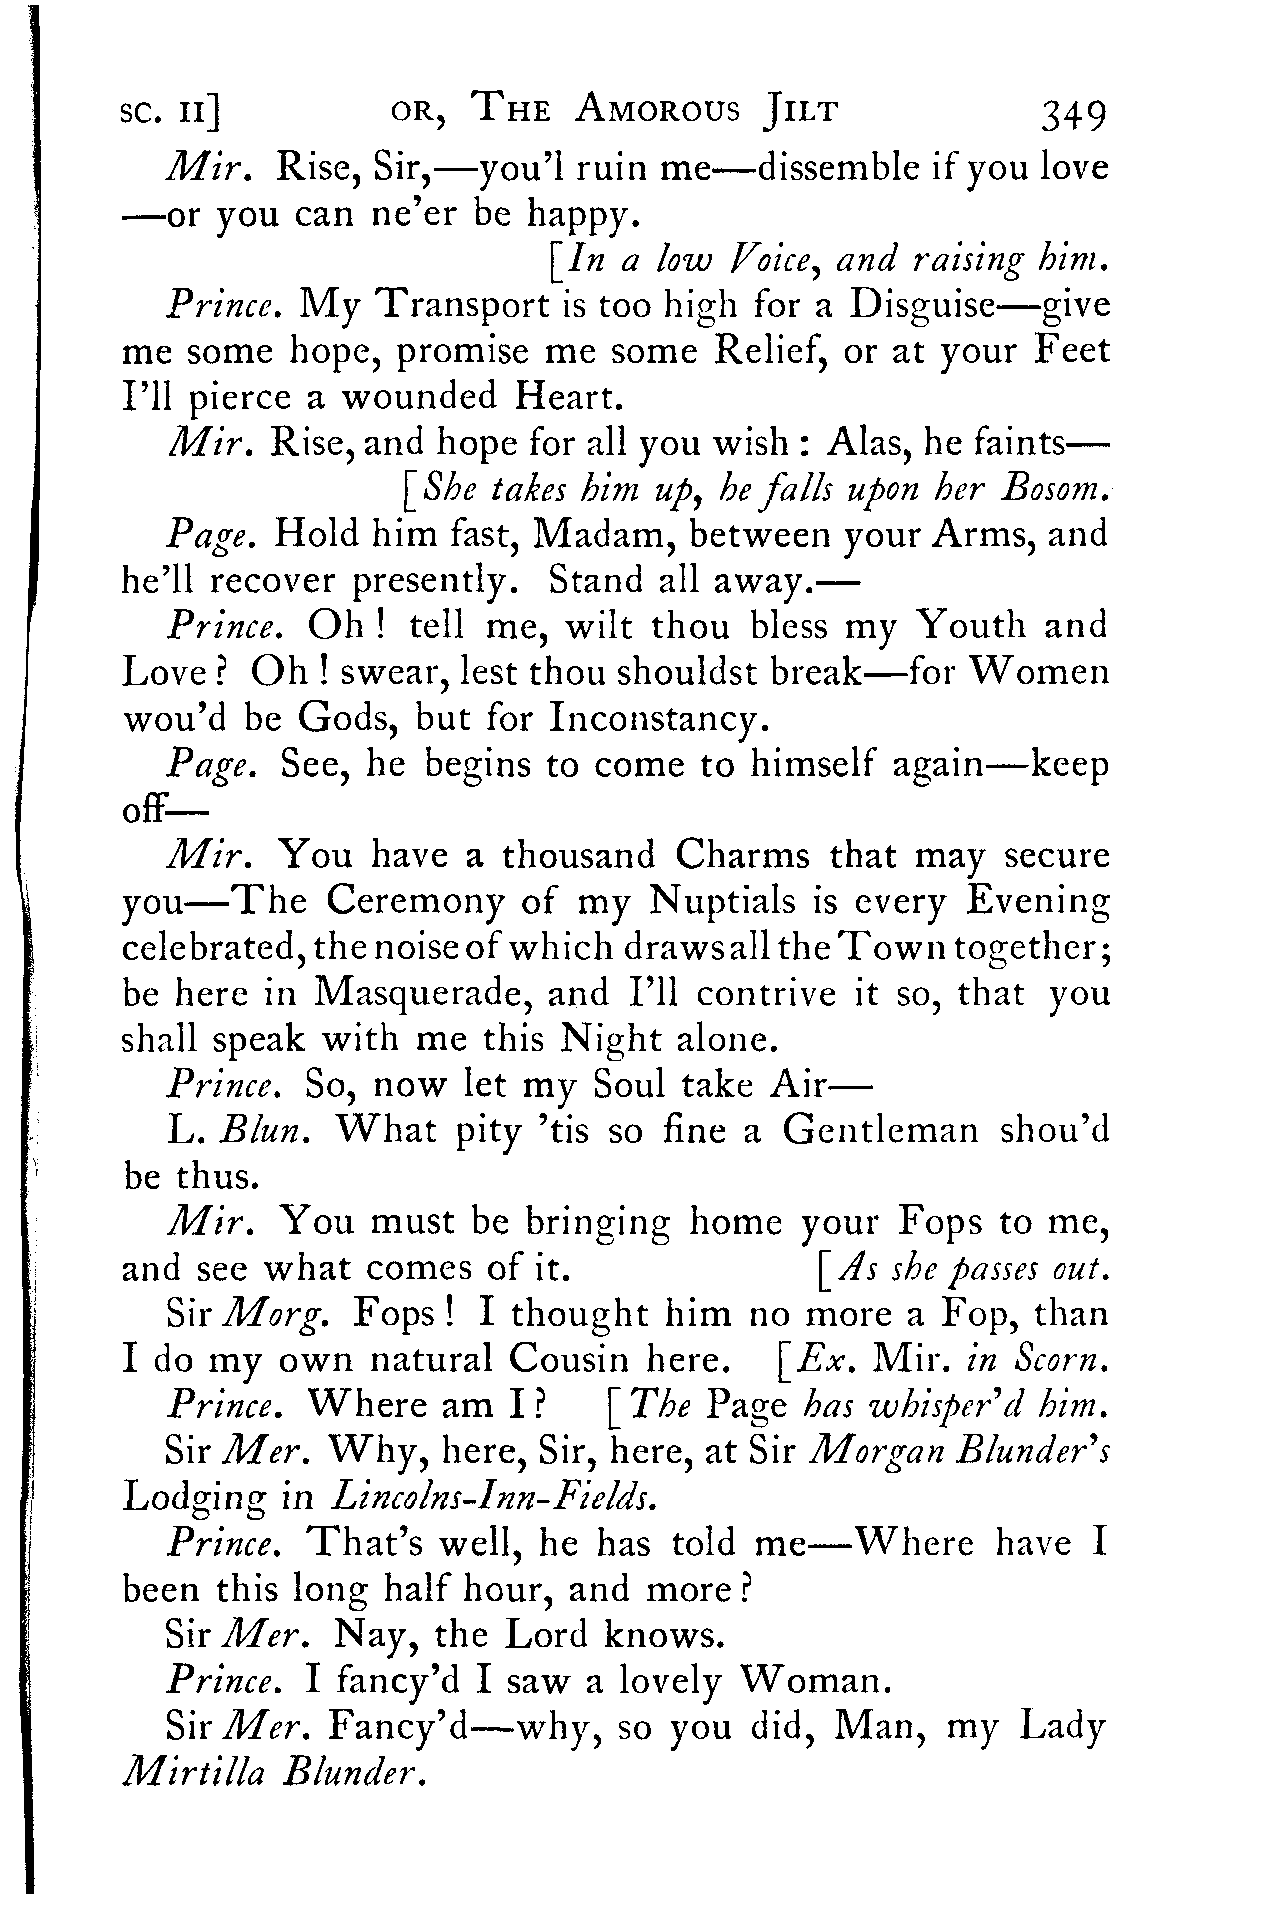 SC. II] OR, THE AMOROUS JILT 349
Mir. Rise, Sir,—you'l ruin me—dissemble if you love
—or you can ne'er be happy.
[In a low Voice, and raising him.
Prince. My Transport is too high for a Disguise—give
me some hope, promise me some Relief, or at your Feet
I'll pierce a wounded Heart.
Mir. Rise, and hope for all you wish : Alas, he faints—
[She takes him up, he falls upon her Bosom.
Page. Hold him fast, Madam, between your Arms, and
he'll recover presently. Stand all away.—
Prince. Oh ! tell me, wilt thou bless my Youth and
Love ? Oh ! swear, lest thou shouldst break—for Women
wou'd be Gods, but for Inconstancy.
Page. See, he begins to come to himself again—keep
off—
Mir. You have a thousand Charms that may secure
you—The Ceremony of my Nuptials is every Evening
celebrated, the noise of which draws all the Town together;
be here in Masquerade, and I'll contrive it so, that you
shall speak with me this Night alone.
Prince. So, now let my Soul take Air—
L. Blun. What pity 'tis so fine a Gentleman shou'd
be thus.
Mir. You must be bringing home your Fops to me,
and see what comes of it. [As she passes out.
Sir Morg. Fops ! I thought him no more a Fop, than
I do my own natural Cousin here. [Ex. Mir. in Scorn.
Prince. Where am I ? [The Page has whisper'd him.
Sir Mer. Why, here, Sir, here, at Sir Morgan Blunder's
Lodging in Lincolns-Inn-Fields.
Prince. That's well, he has told me—Where have I
been this long half hour, and more ?
Sir Mer. Nay, the Lord knows.
Prince. I fancy'd I saw a lovely Woman.
Sir Mer. Fancy'd—why, so you did, Man, my Lady
Mirtilla Blunder.